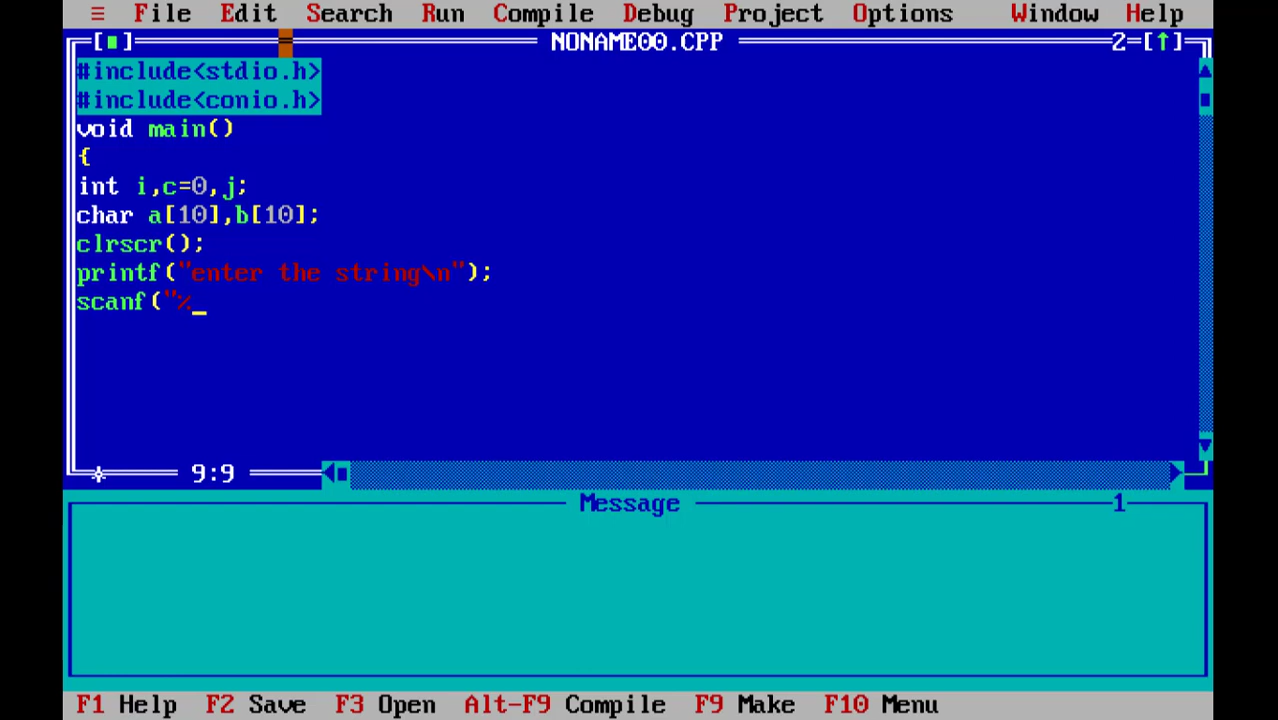 ≡ File Edit Search Run Compile Debug Project Options Window Help
[■] NONAME00.CPP 2=[↑]
#include<stdio.h>
#include<conio.h>
void main()
{
int i,c=0,j;
char a[10],b[10];
clrscr();
printf("enter the string\n");
scanf("%_
9:9
Message 1
F1 Help F2 Save F3 Open Alt-F9 Compile F9 Make F10 Menu